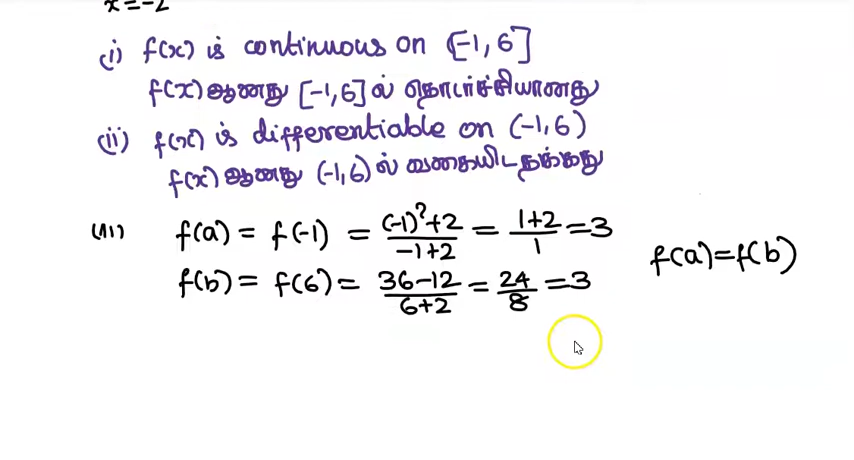 x = -2
(i) f(x) is continuous on [-1, 6]
f(x) ஆனது [-1, 6] ல் தொடர்ச்சியானது
(ii) f(x) is differentiable on (-1, 6)
f(x) ஆனது (-1, 6) ல் வகையிடத்தக்கது
(iii) f(a) = f(-1) = ((-1)²+2)/(-1+2) = (1+2)/1 = 3
f(a) = f(b)
f(b) = f(6) = (36-12)/(6+2) = 24/8 = 3